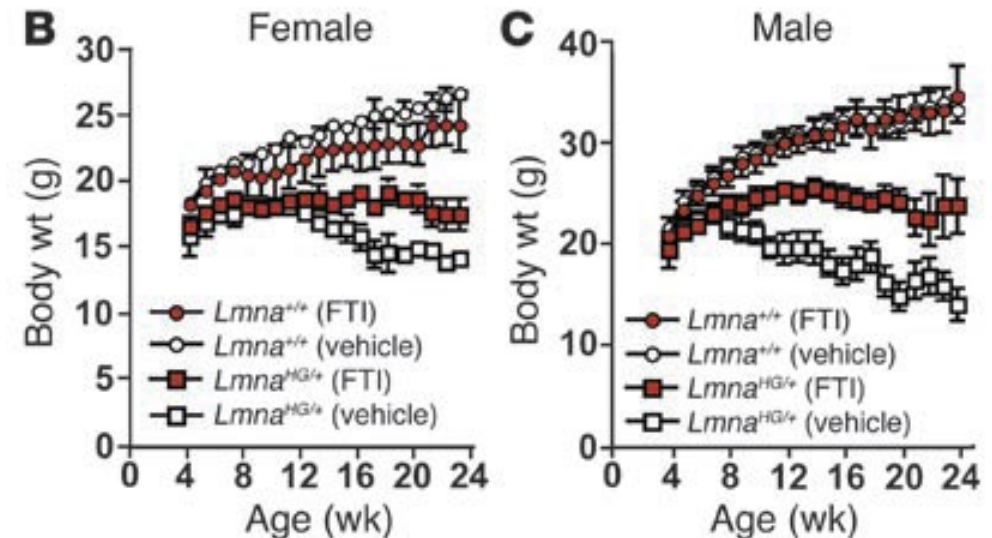 B Female
30
25
20
15
10
5
0
Body wt (g)
Lmna+/+ (FTI)
Lmna+/+ (vehicle)
LmnaHG/+ (FTI)
LmnaHG/+ (vehicle)
0 4 8 12 16 20 24
Age (wk)
C Male
40
30
20
10
0
Body wt (g)
Lmna+/+ (FTI)
Lmna+/+ (vehicle)
LmnaHG/+ (FTI)
LmnaHG/+ (vehicle)
0 4 8 12 16 20 24
Age (wk)